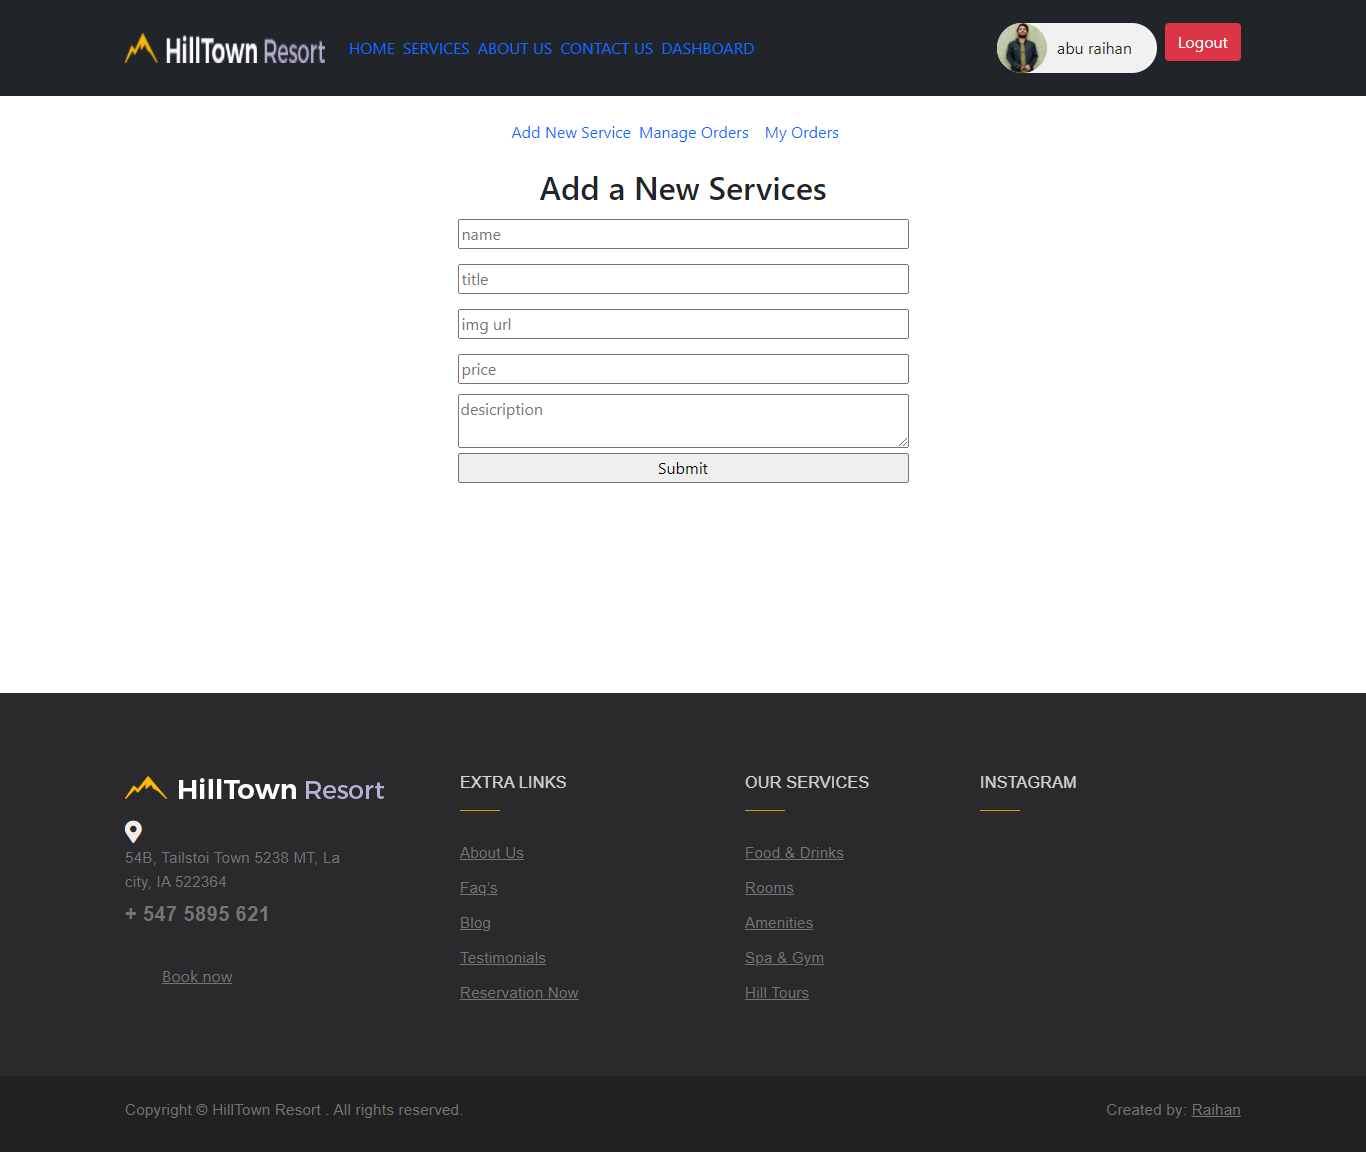 HillTown Resort
HOME SERVICES ABOUT US CONTACT US DASHBOARD
abu raihan
Logout
Add New Service Manage Orders My Orders
Add a New Services
name
title
img url
price
desicription
Submit
HillTown Resort
54B, Tailstoi Town 5238 MT, La
city, IA 522364
+ 547 5895 621
Book now
EXTRA LINKS
About Us
Faq's
Blog
Testimonials
Reservation Now
OUR SERVICES
Food & Drinks
Rooms
Amenities
Spa & Gym
Hill Tours
INSTAGRAM
Copyright © HillTown Resort . All rights reserved.
Created by: Raihan